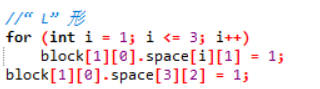 //“ L” 形
for (int i = 1; i <= 3; i++)
    block[1][0].space[i][1] = 1;
block[1][0].space[3][2] = 1;